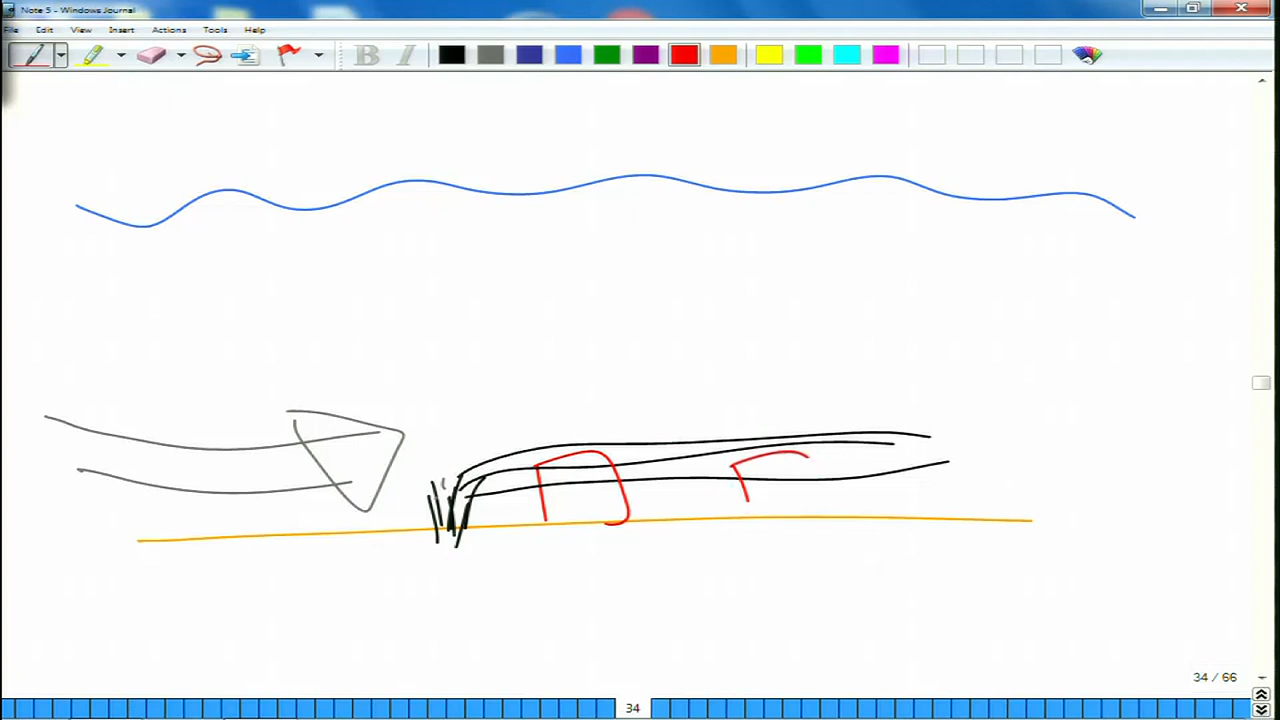 Note 5 - Windows Journal
File Edit View Insert Actions Tools Help
B I
34 / 66
34